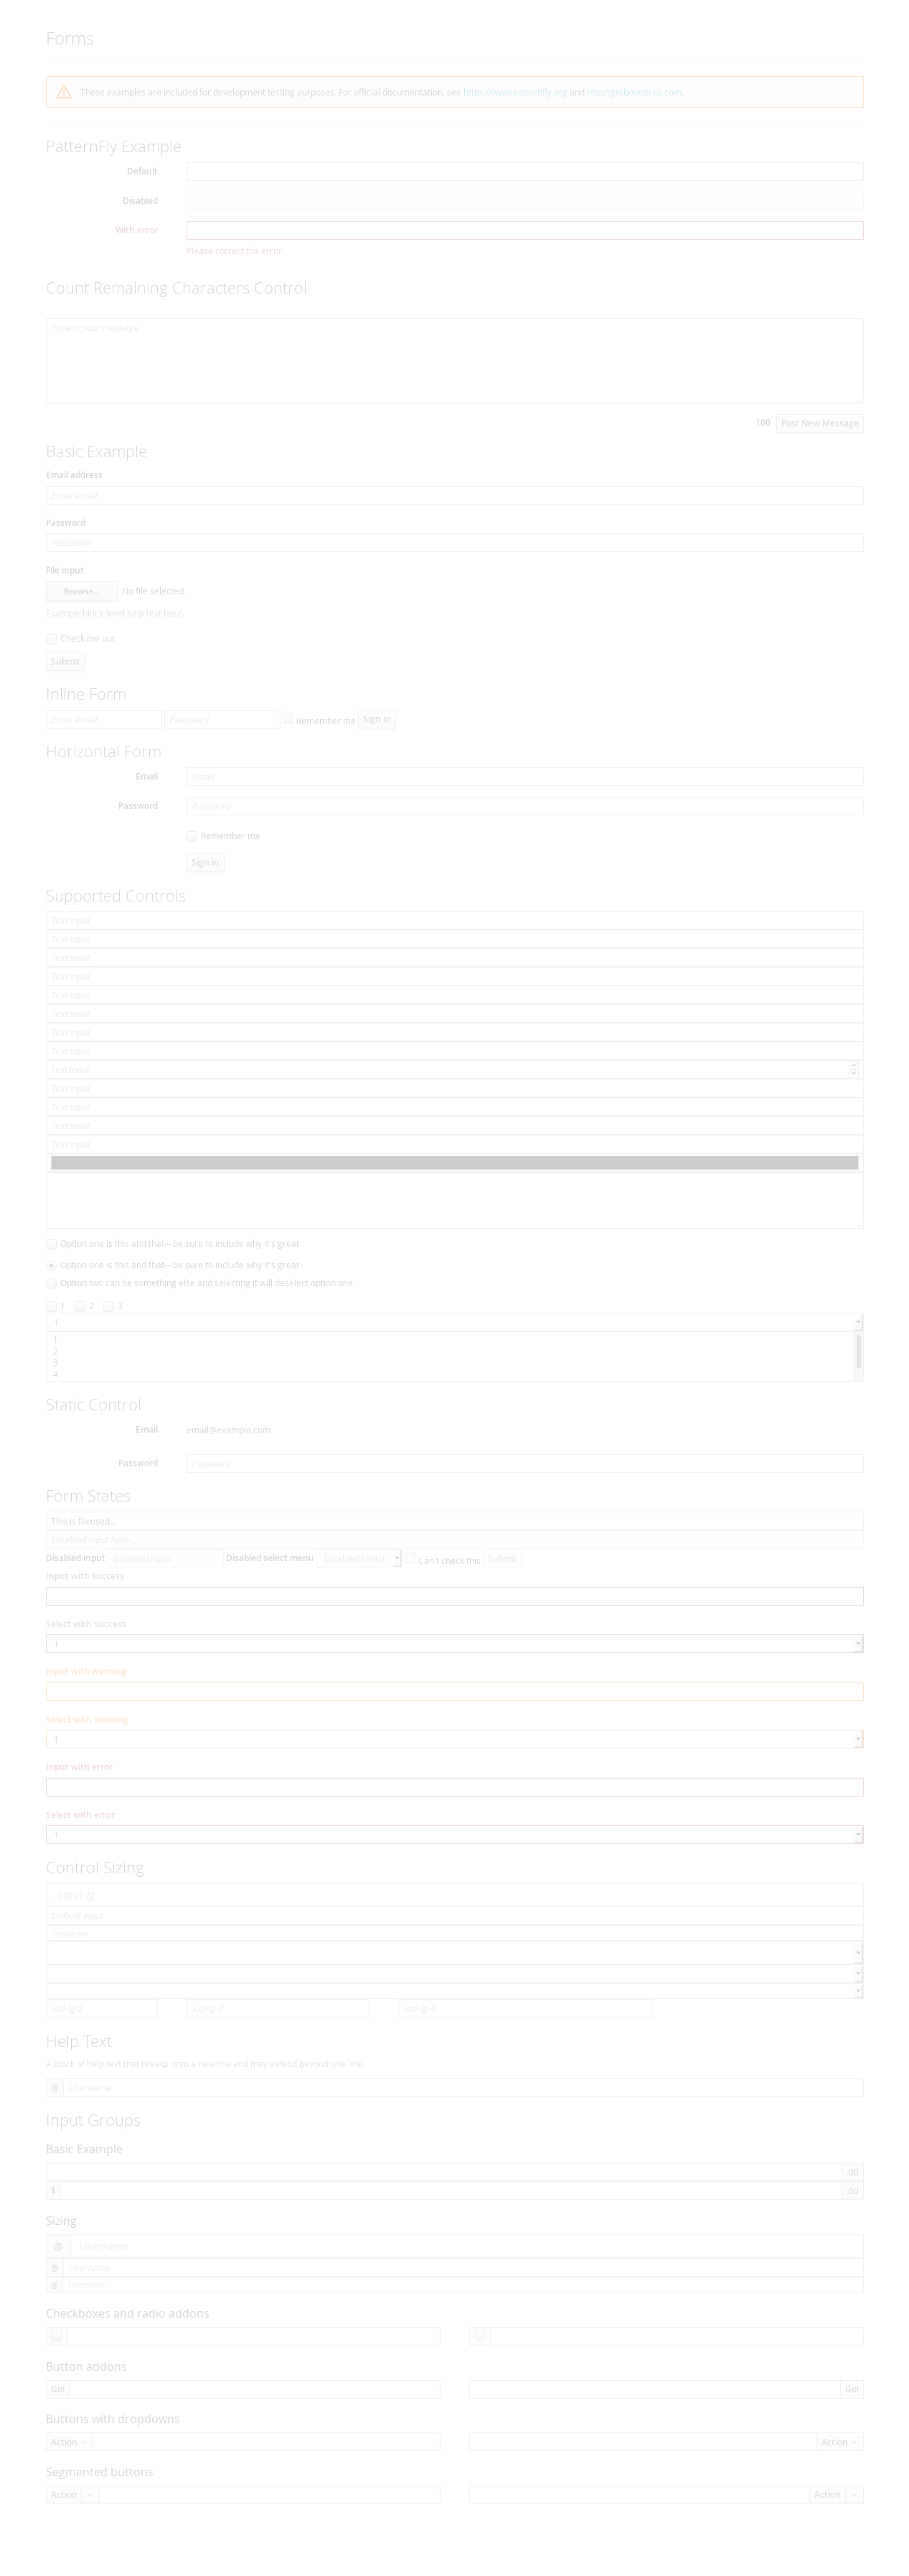 Forms
These examples are included for development testing purposes. For official documentation, see https://www.patternfly.org and http://getbootstrap.com.
PatternFly Example
Default
Disabled
With error
Please correct the error
Count Remaining Characters Control
Type in your message
100 Post New Message
Basic Example
Email address
Enter email
Password
Password
File input
Browse... No file selected.
Example block-level help text here.
Check me out
Submit
Inline Form
Enter email Password Remember me Sign in
Horizontal Form
Email Email
Password Password
Remember me
Sign in
Supported Controls
Text input
Text input
Text input
Text input
Text input
Text input
Text input
Text input
Text input
Text input
Text input
Text input
Text input
Option one is this and that—be sure to include why it's great
Option one is this and that—be sure to include why it's great
Option two can be something else and selecting it will deselect option one
1 2 3
1
1
2
3
4
Static Control
Email email@example.com
Password Password
Form States
This is focused...
Disabled input here...
Disabled input Disabled input Disabled select menu Disabled select Can't check this Submit
Input with success
Select with success
1
Input with warning
Select with warning
1
Input with error
Select with error
1
Control Sizing
.input-lg
Default input
.input-sm
.col-lg-2 .col-lg-3 .col-lg-4
Help Text
A block of help text that breaks onto a new line and may extend beyond one line.
@ Username
Input Groups
Basic Example
.00
$ .00
Sizing
@ Username
@ Username
@ Username
Checkboxes and radio addons
Button addons
Go! Go!
Buttons with dropdowns
Action Action
Segmented buttons
Action Action